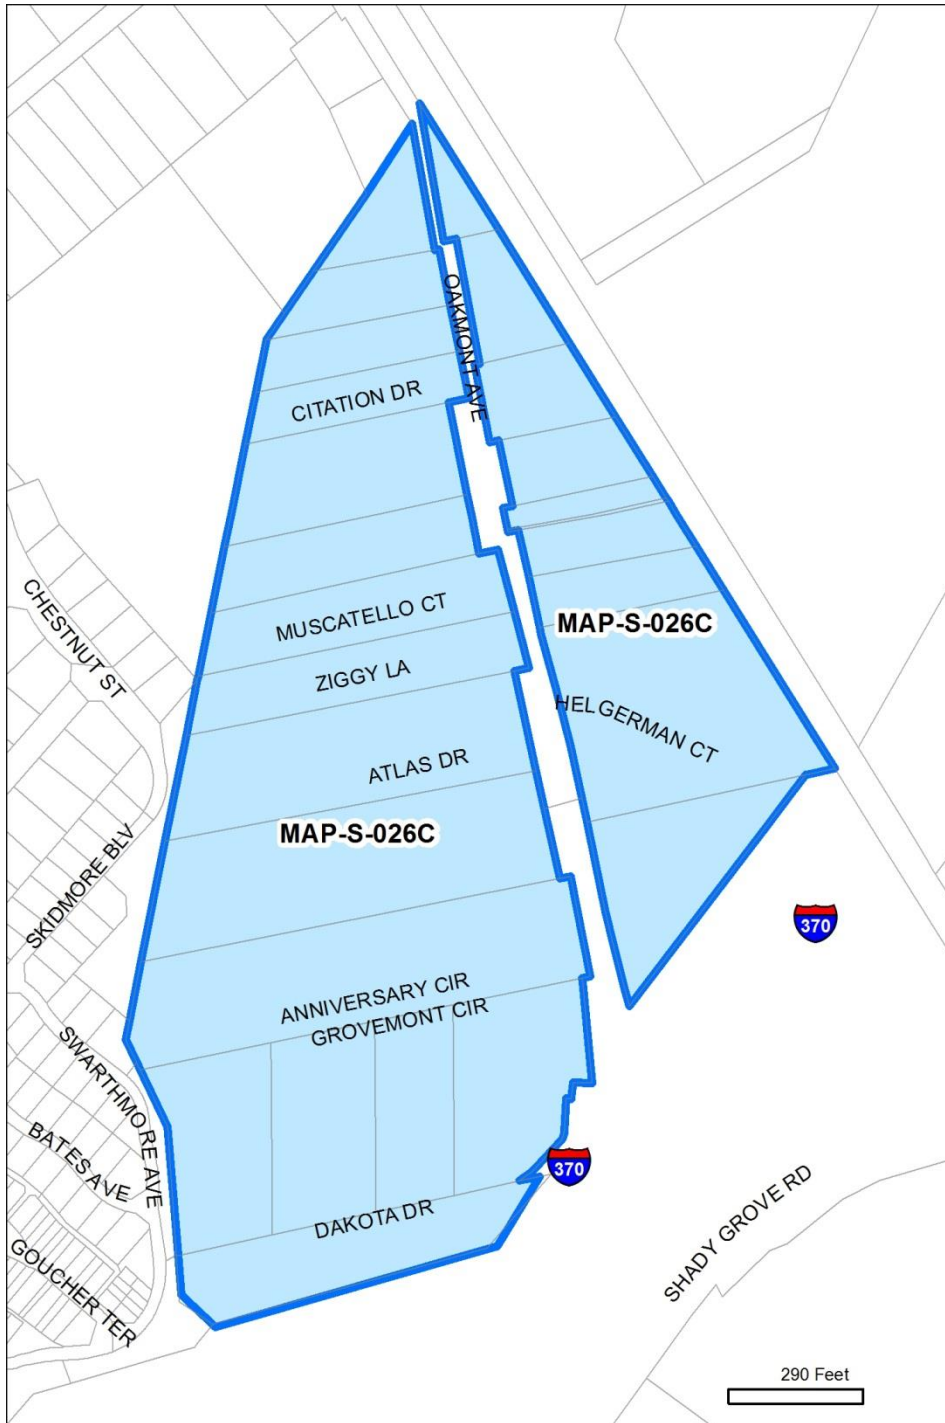 OAKMONT AVE
CITATION DR
CHESTNUT ST
MUSCATELLO CT
MAP-S-026C
ZIGGY LA
HELGERMAN CT
ATLAS DR
MAP-S-026C
SKIDMORE BLV
370
ANNIVERSARY CIR
GROVEMONT CIR
SWARTHMORE AVE
BATES AVE
370
DAKOTA DR
SHADY GROVE RD
GOUCHER TER
290 Feet